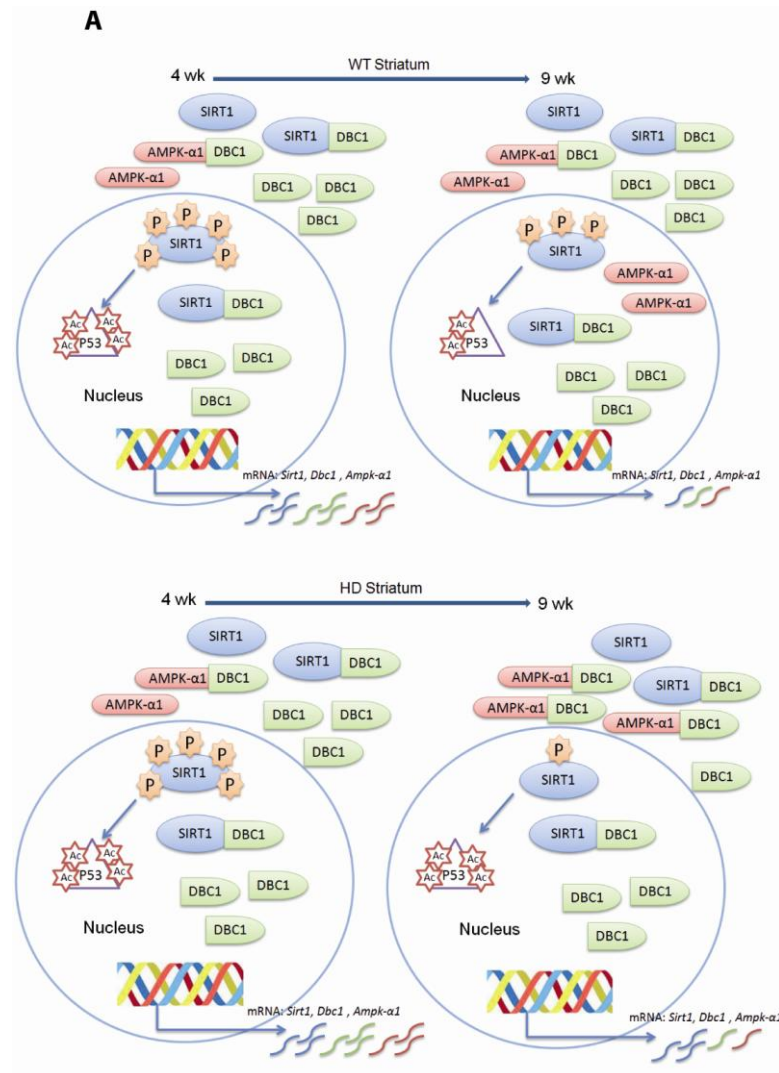 A
WT Striatum
4 wk
9 wk
SIRT1
SIRT1 DBC1
AMPK-α1 DBC1
AMPK-α1
DBC1 DBC1
DBC1
P P P P P
SIRT1
SIRT1 DBC1
Ac Ac Ac Ac
P53
DBC1 DBC1
DBC1
Nucleus
mRNA: Sirt1, Dbc1 , Ampk-α1
SIRT1
SIRT1 DBC1
AMPK-α1 DBC1
AMPK-α1
DBC1 DBC1
DBC1
P P P
SIRT1
AMPK-α1
AMPK-α1
Ac Ac
P53
SIRT1 DBC1
DBC1 DBC1
DBC1
Nucleus
mRNA: Sirt1, Dbc1 , Ampk-α1
HD Striatum
4 wk
9 wk
SIRT1
SIRT1 DBC1
AMPK-α1 DBC1
AMPK-α1
DBC1 DBC1
DBC1
P P P P P
SIRT1
SIRT1 DBC1
Ac Ac Ac Ac
P53
DBC1 DBC1
DBC1
Nucleus
mRNA: Sirt1, Dbc1 , Ampk-α1
SIRT1
AMPK-α1 DBC1
SIRT1 DBC1
AMPK-α1 DBC1
AMPK-α1 DBC1
DBC1
P
SIRT1
SIRT1 DBC1
Ac Ac Ac Ac
P53
DBC1 DBC1
DBC1
Nucleus
mRNA: Sirt1, Dbc1 , Ampk-α1